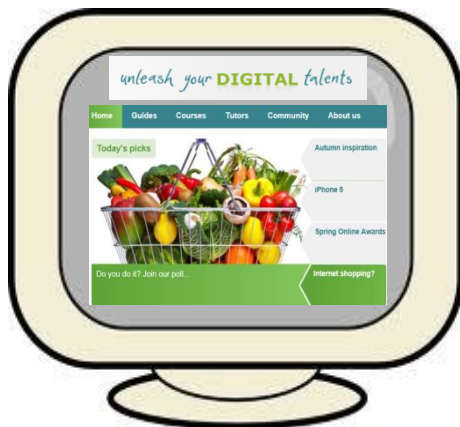 unleash your DIGITAL talents
Home Guides Courses Tutors Community About us
Today's picks
Autumn inspiration
iPhone 5
Spring Online Awards
Do you do it? Join our poll...
Internet shopping?